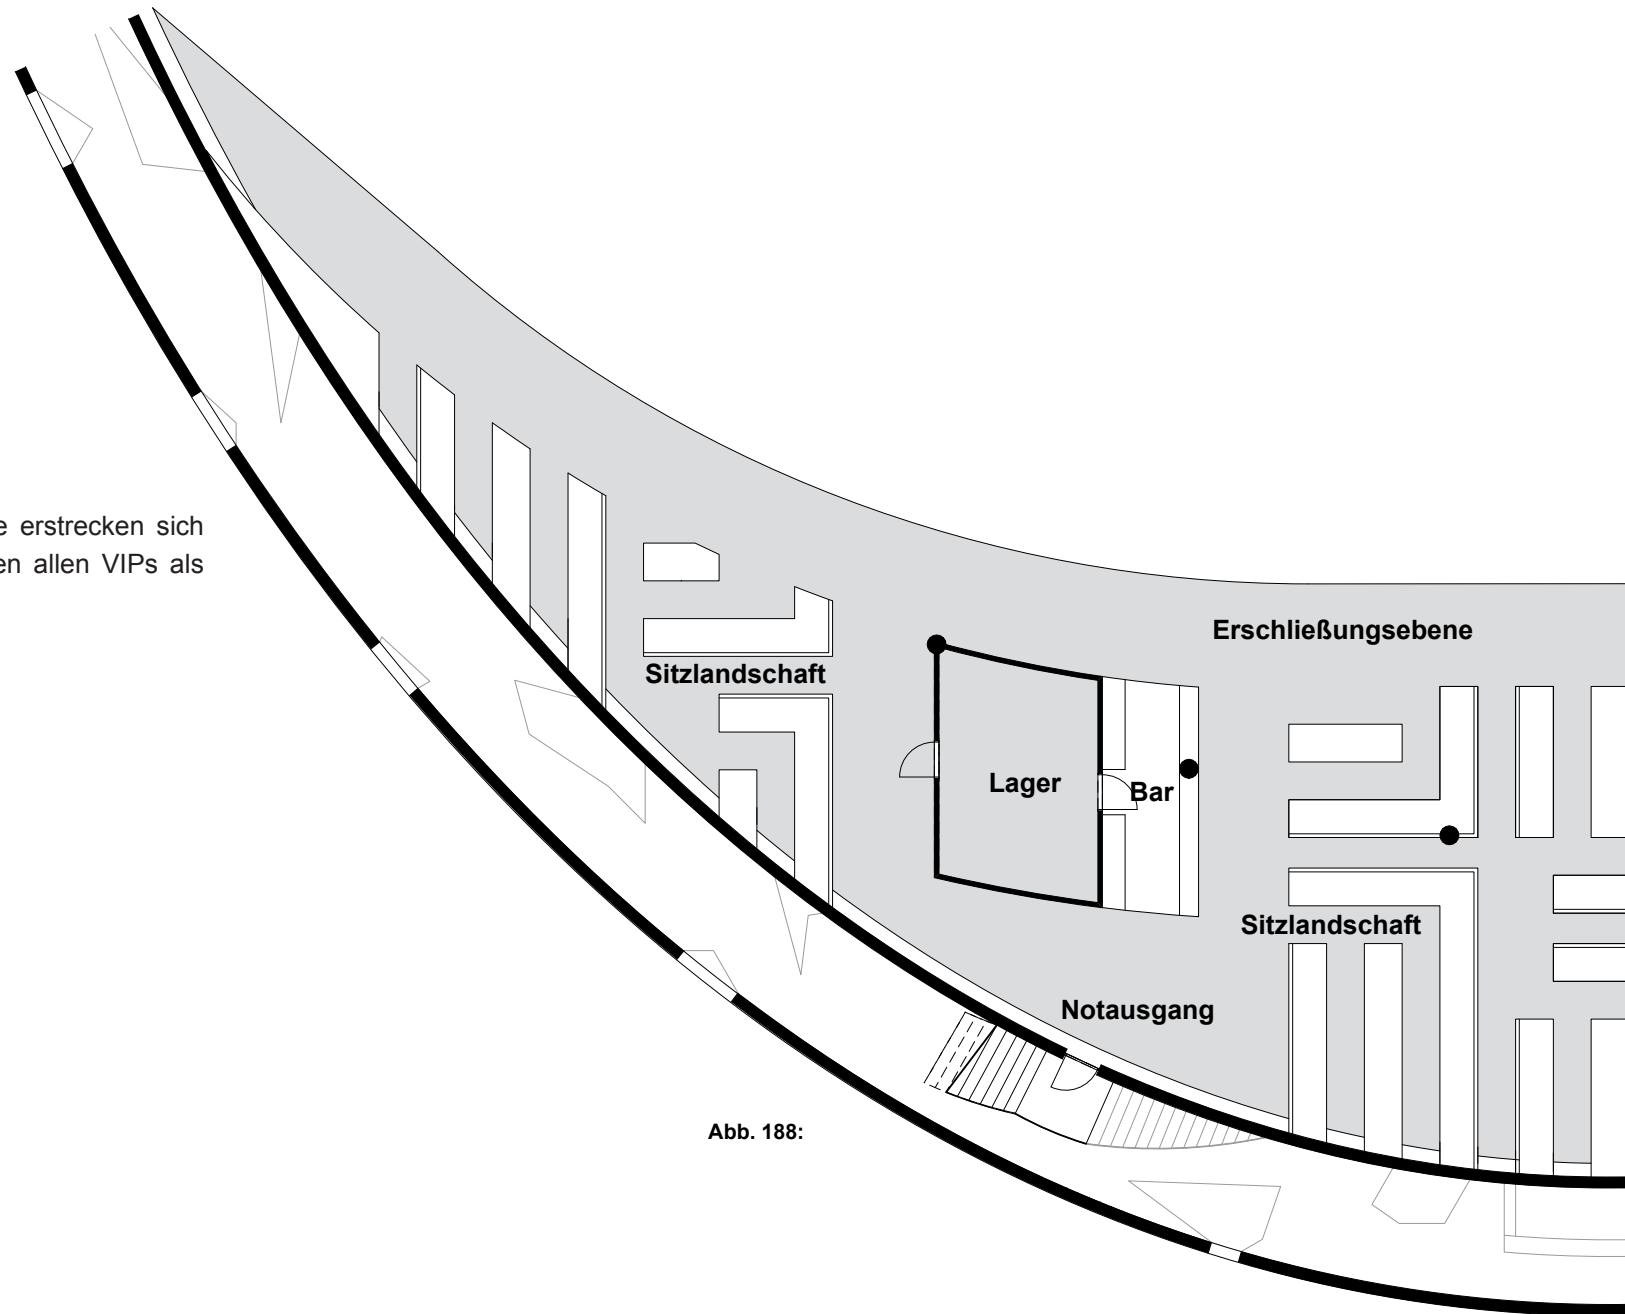 e erstrecken sich
en allen VIPs als
Erschließungsebene
Sitzlandschaft
Lager
Bar
Sitzlandschaft
Notausgang
Abb. 188: